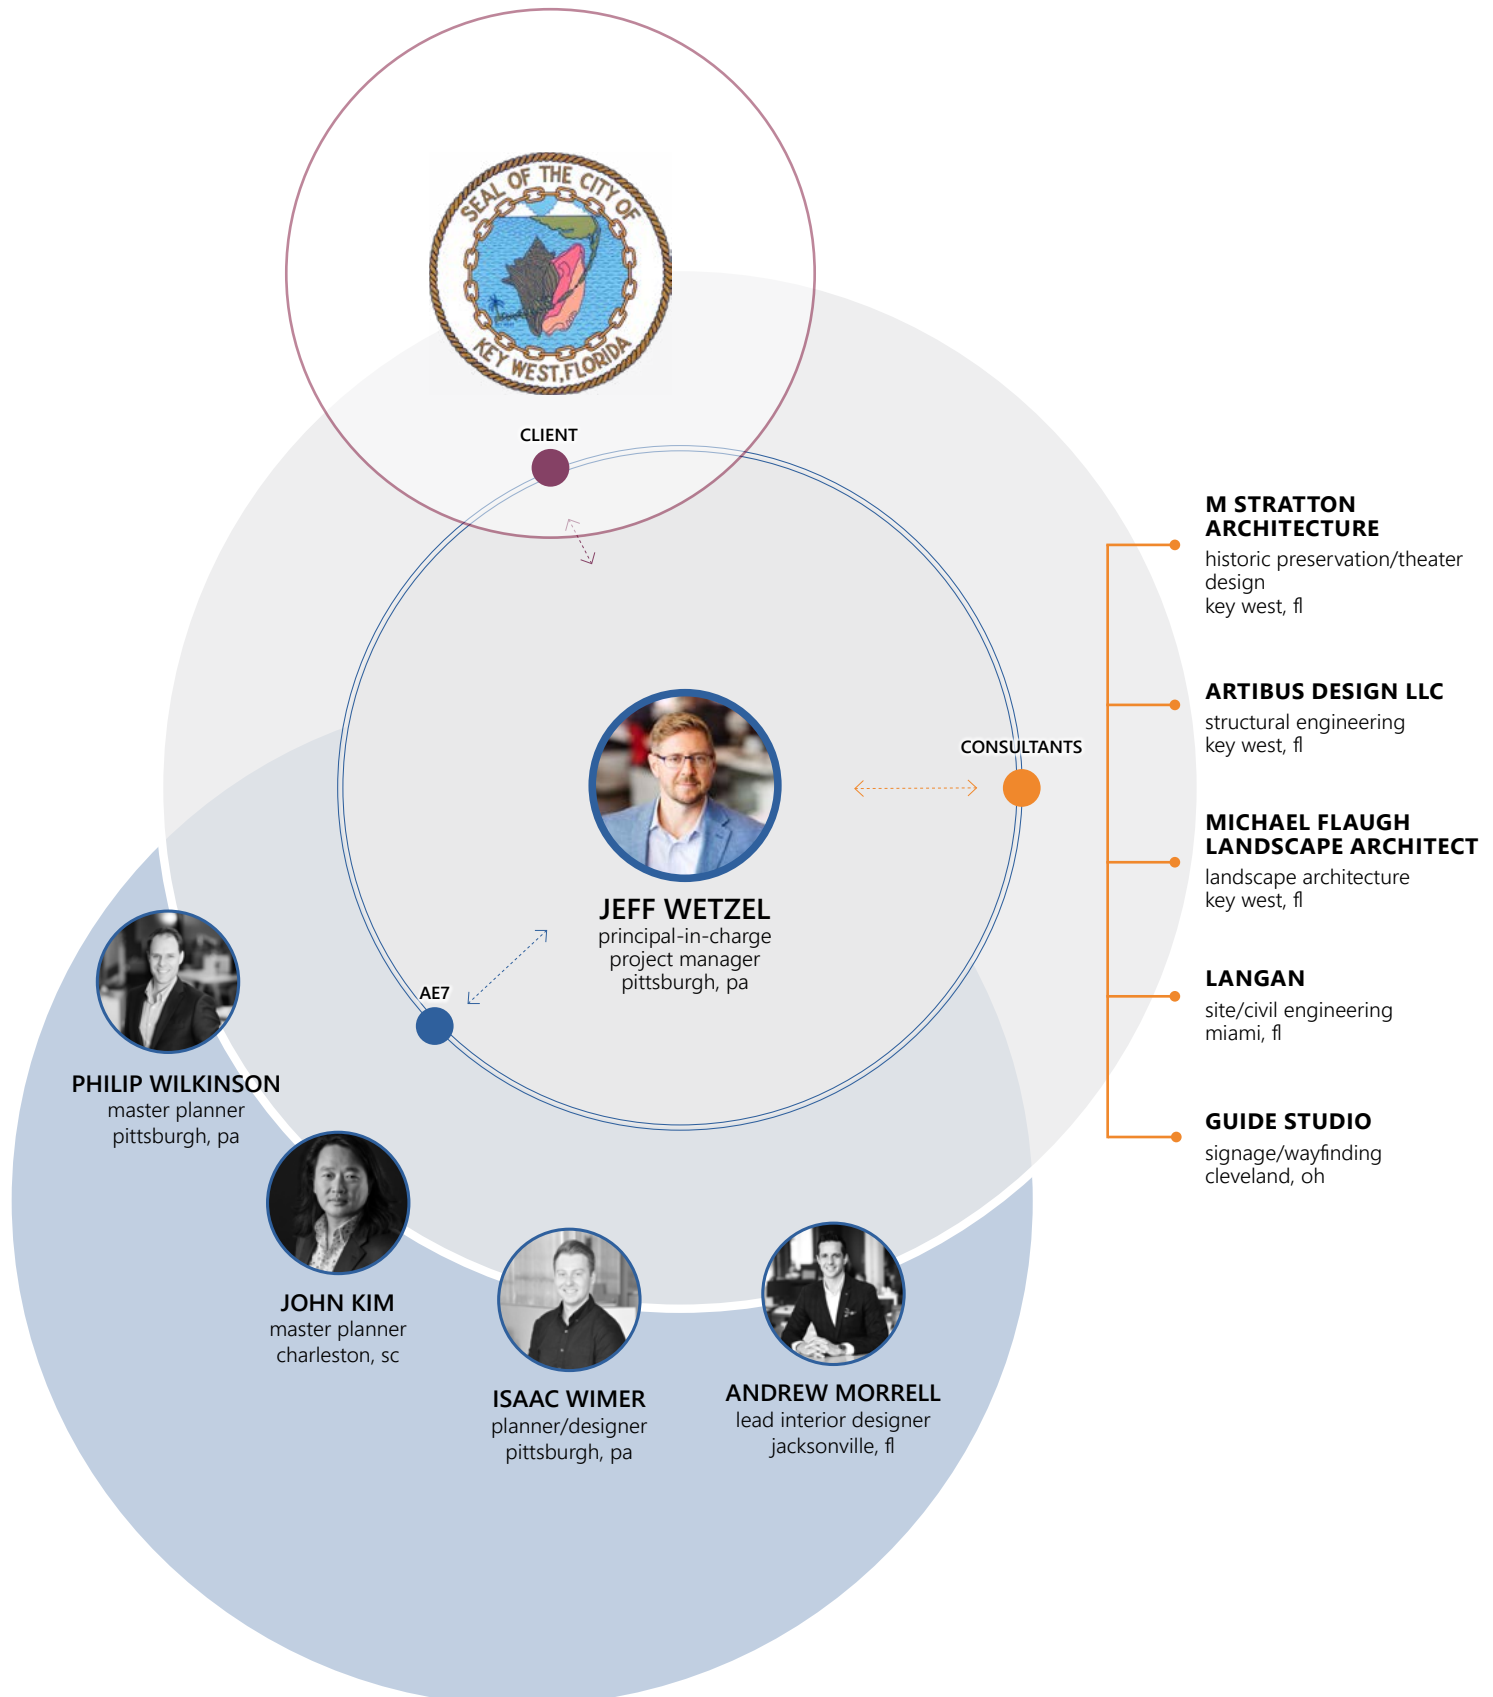 SEAL OF THE CITY OF
KEY WEST, FLORIDA
CLIENT
M STRATTON
ARCHITECTURE
historic preservation/theater
design
key west, fl
ARTIBUS DESIGN LLC
structural engineering
key west, fl
CONSULTANTS
MICHAEL FLAUGH
LANDSCAPE ARCHITECT
landscape architecture
key west, fl
JEFF WETZEL
principal-in-charge
project manager
pittsburgh, pa
LANGAN
site/civil engineering
miami, fl
AE7
GUIDE STUDIO
signage/wayfinding
cleveland, oh
PHILIP WILKINSON
master planner
pittsburgh, pa
JOHN KIM
master planner
charleston, sc
ISAAC WIMER
planner/designer
pittsburgh, pa
ANDREW MORRELL
lead interior designer
jacksonville, fl